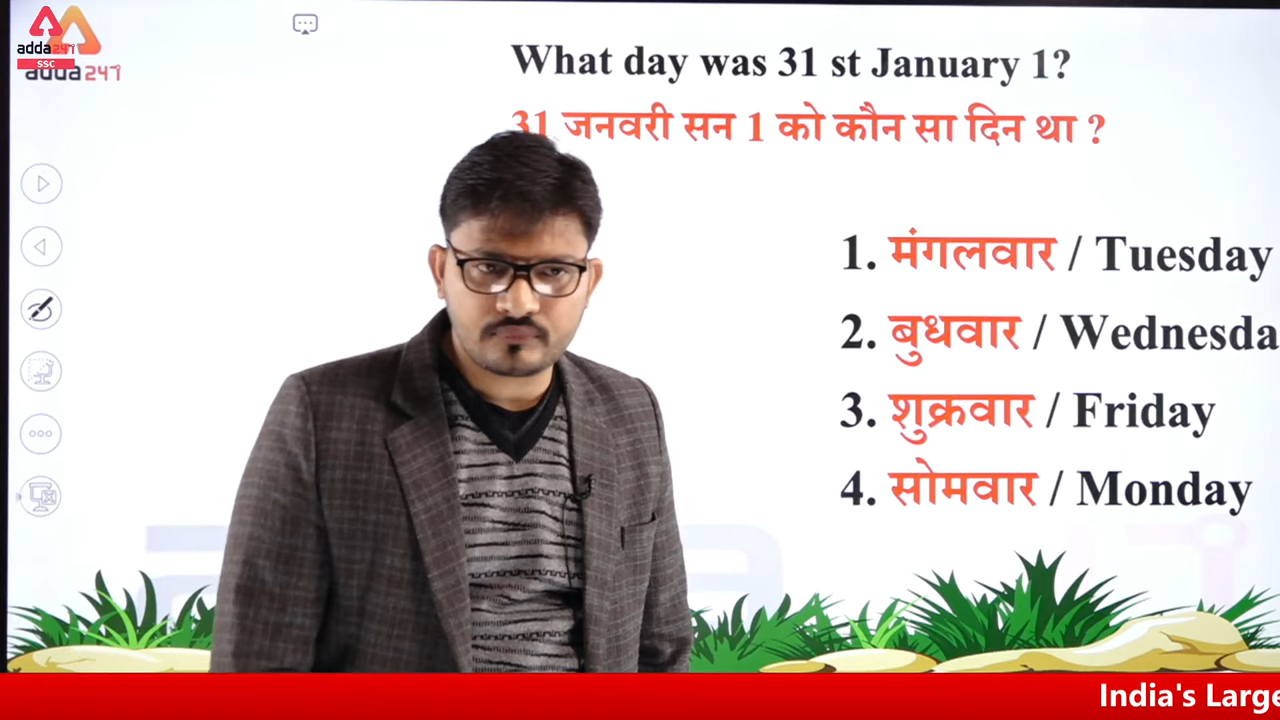 adda247
SSC
adda247
What day was 31 st January 1?
31 जनवरी सन 1 को कौन सा दिन था ?
1. मंगलवार / Tuesday
2. बुधवार / Wednesda
3. शुक्रवार / Friday
4. सोमवार / Monday
India's Large